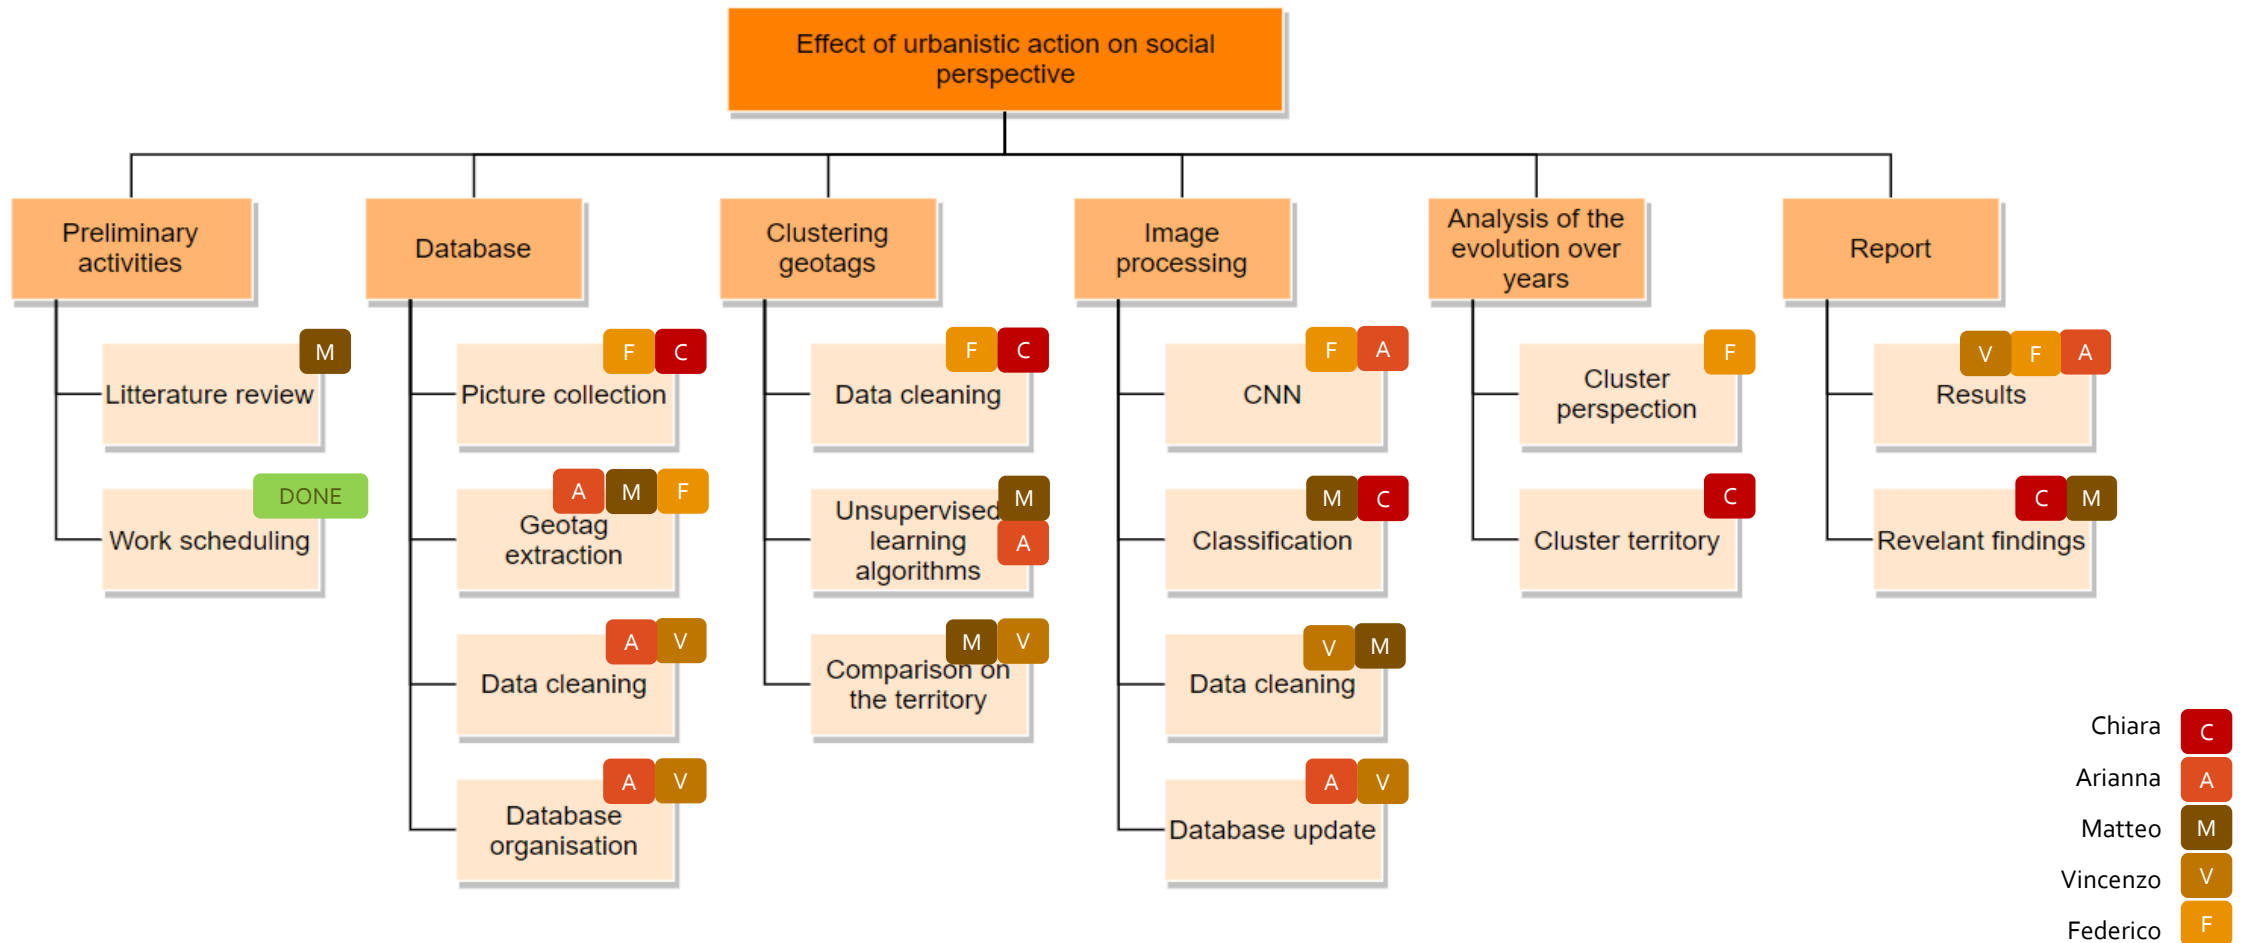 Effect of urbanistic action on social
perspective
Preliminary
activities
Database
Clustering
geotags
Image
processing
Analysis of the
evolution over
years
Report
M
Litterature review
DONE
Work scheduling
F C
Picture collection
A M F
Geotag
extraction
A V
Data cleaning
A V
Database
organisation
F C
Data cleaning
M
Unsupervised
learning
A
algorithms
M V
Comparison on
the territory
F A
CNN
M C
Classification
V M
Data cleaning
A V
Database update
F
Cluster
perspection
C
Cluster territory
V F A
Results
C M
Revelant findings
Chiara C
Arianna A
Matteo M
Vincenzo V
Federico F